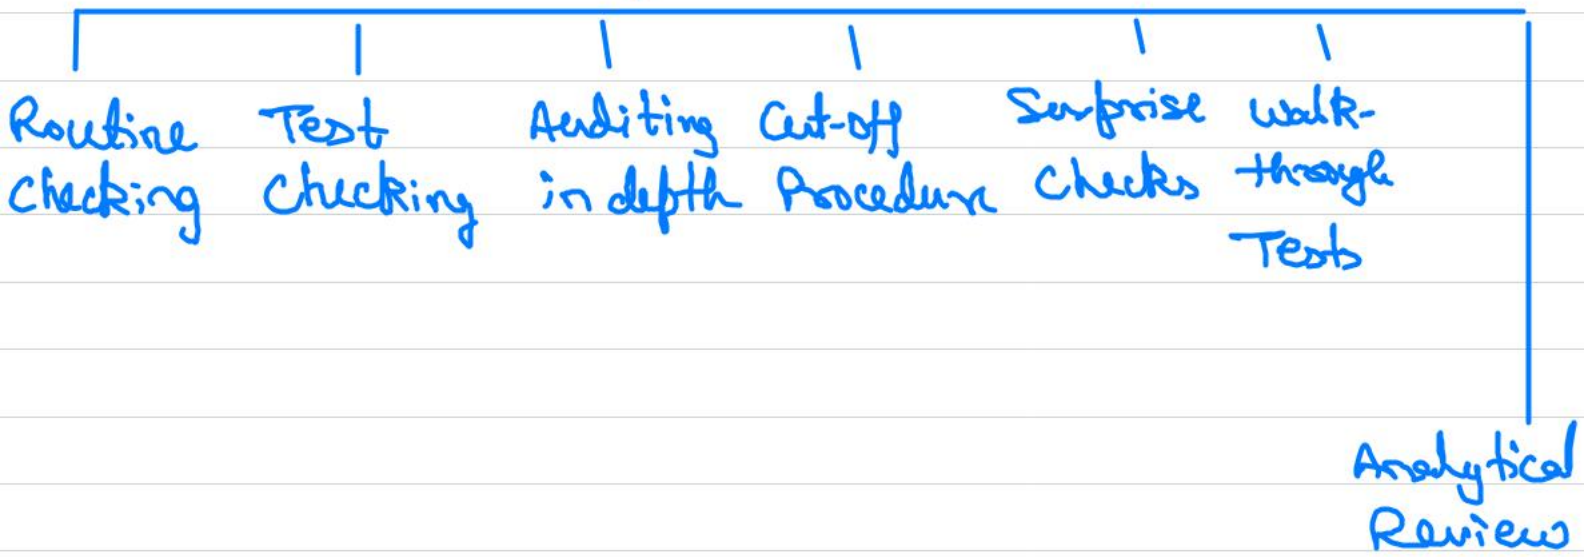 Routine
Checking
Test
Checking
Auditing
in depth
Cut-off
Procedure
Surprise
Checks
Walk-
through
Tests
Analytical
Review